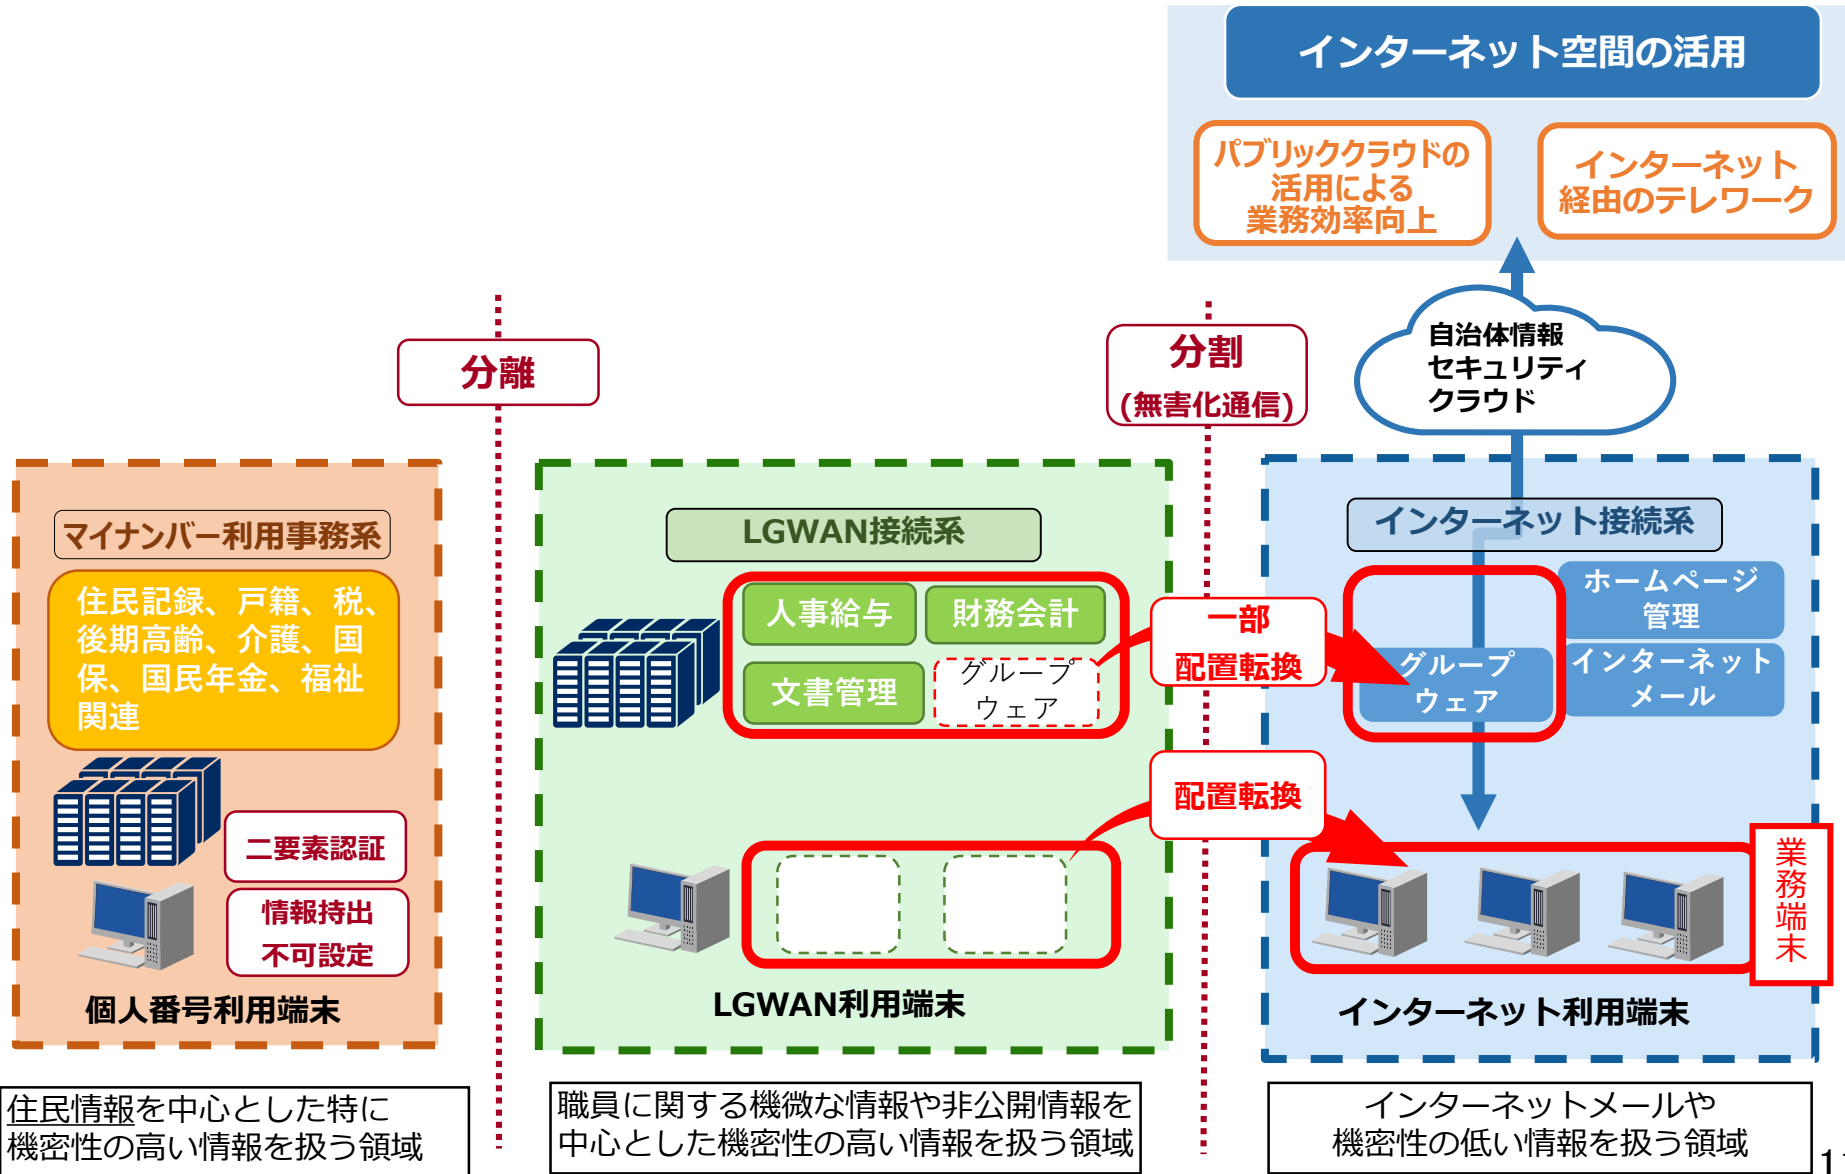 インターネット空間の活用
パブリッククラウドの
活用による
業務効率向上
インターネット
経由のテレワーク
自治体情報
セキュリティ
クラウド
分離
分割
(無害化通信)
マイナンバー利用事務系
住民記録、戸籍、税、
後期高齢、介護、国
保、国民年金、福祉
関連
二要素認証
情報持出
不可設定
個人番号利用端末
住民情報を中心とした特に
機密性の高い情報を扱う領域
LGWAN接続系
人事給与
財務会計
文書管理
グループ
ウェア
一部
配置転換
配置転換
LGWAN利用端末
職員に関する機微な情報や非公開情報を
中心とした機密性の高い情報を扱う領域
インターネット接続系
ホームページ
管理
グループ
ウェア
インターネット
メール
業務端末
インターネット利用端末
インターネットメールや
機密性の低い情報を扱う領域